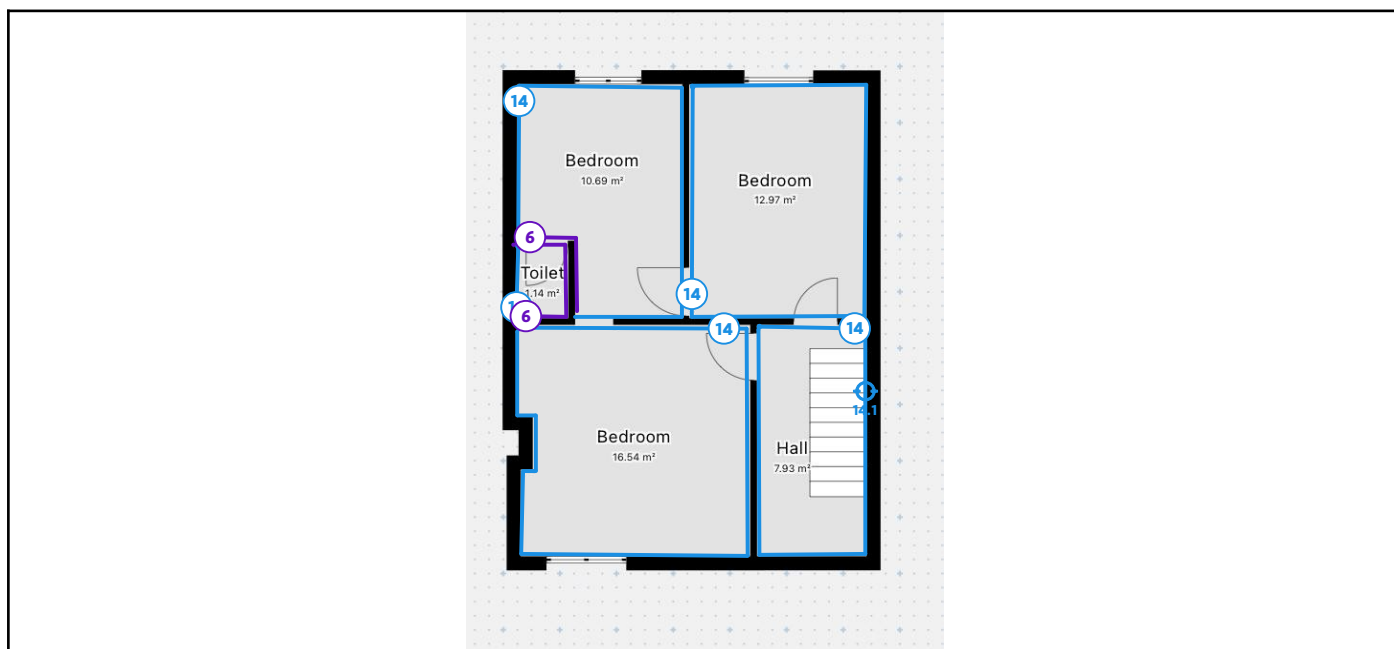 14
Bedroom
10.69 m²
Bedroom
12.97 m²
6
Toilet
1.14 m²
14
6
14
14
14.1
Bedroom
16.54 m²
Hall
7.93 m²